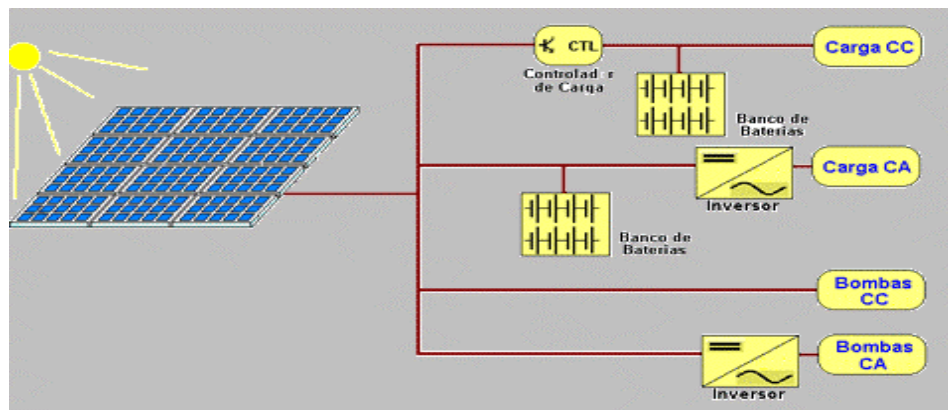 CTL
Carga CC
Controlador
de Carga
Banco de
Baterias
Carga CA
Inversor
Banco de
Baterias
Bombas
CC
Bombas
CA
Inversor